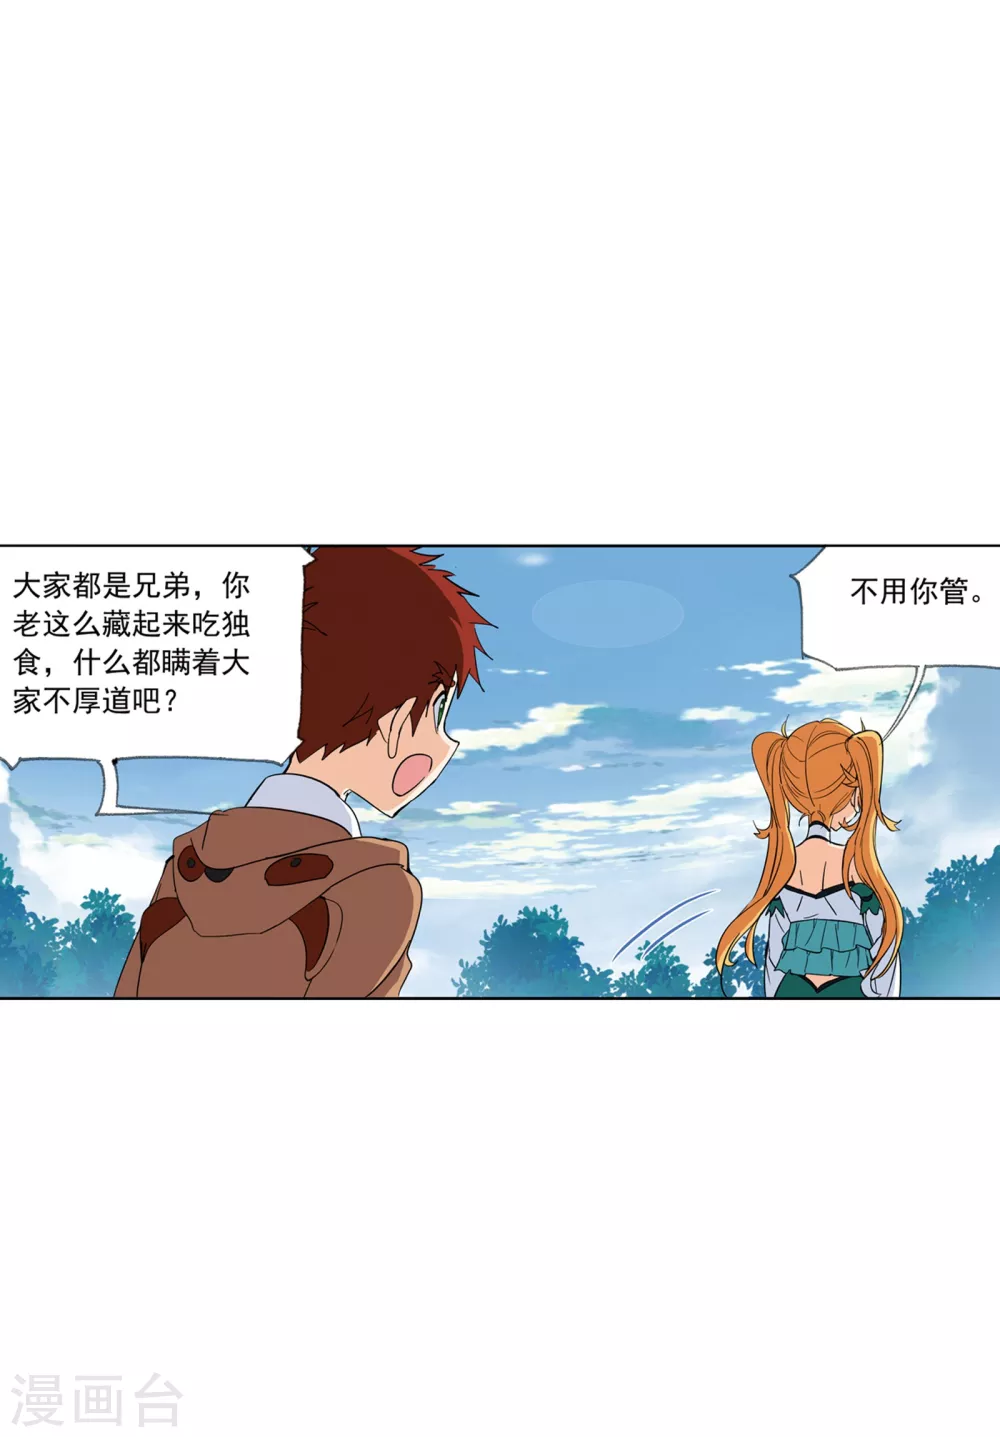 大家都是兄弟，你
老这么藏起来吃独
食，什么都瞒着大
家不厚道吧？
不用你管。
漫画台